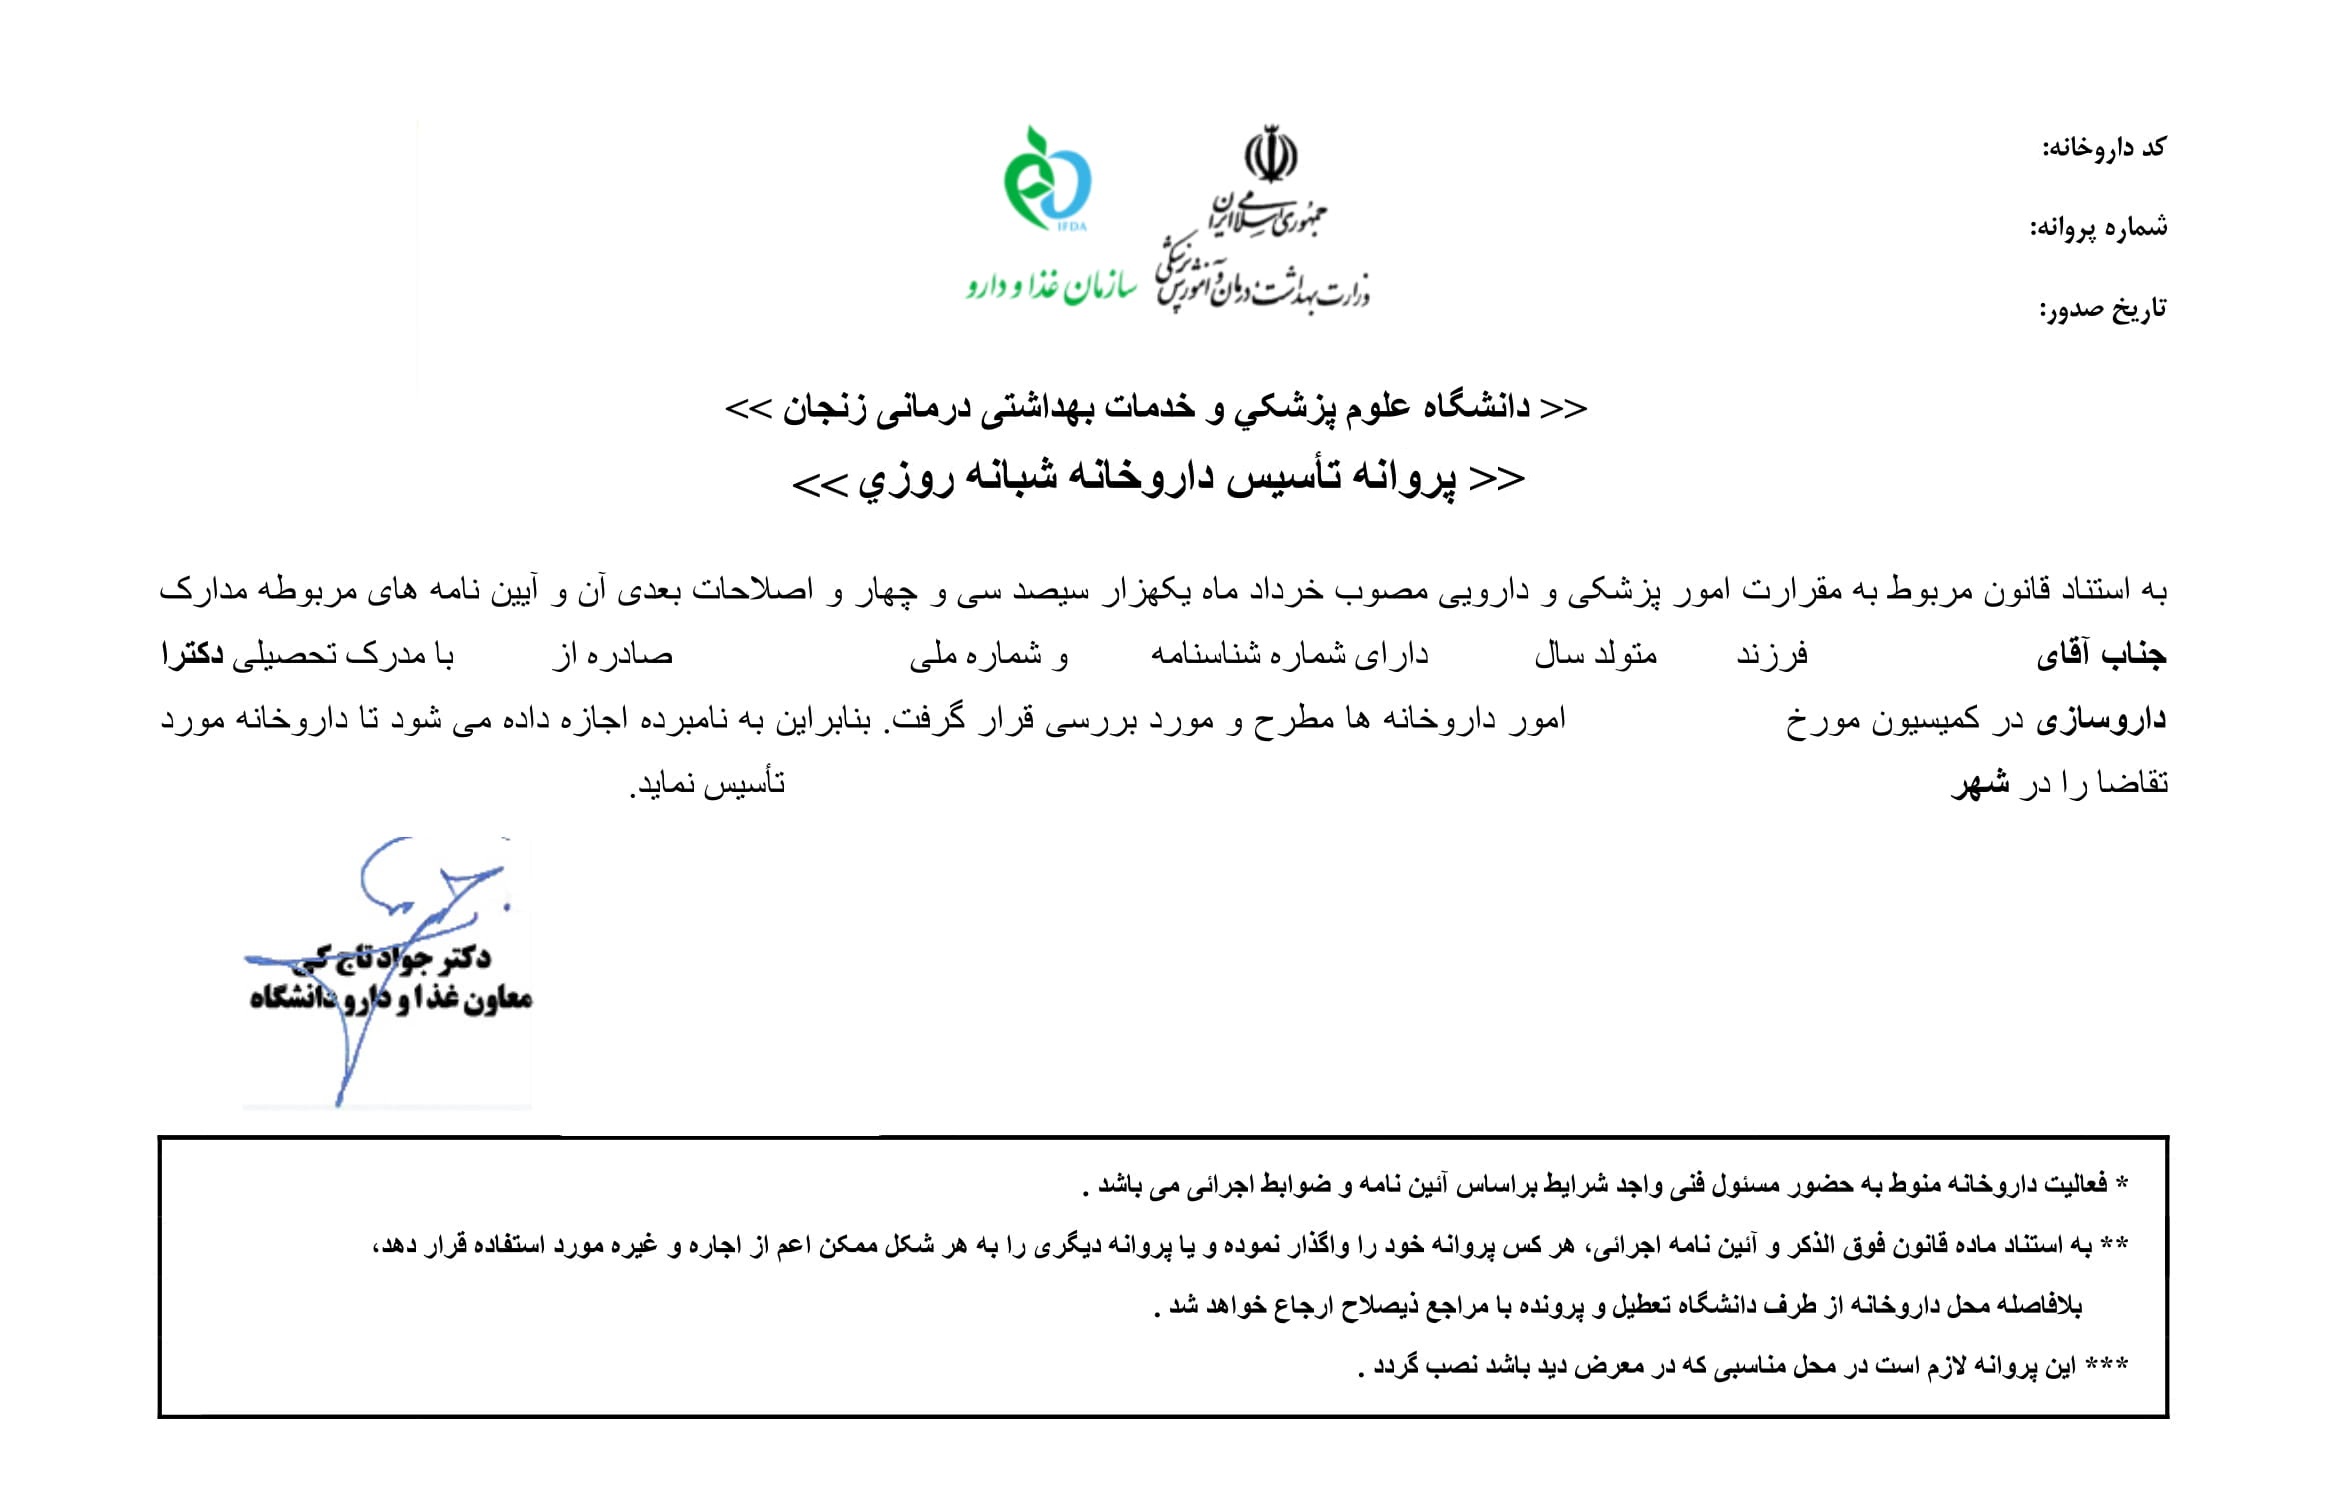 کد داروخانه:
شماره پروانه:
تاریخ صدور:
جمهوری اسلامی ایران
وزارت بهداشت، درمان و آموزش پزشکی
IFDA
سازمان غذا و دارو
<< دانشگاه علوم پزشكي و خدمات بهداشتی درمانی زنجان >>
<< پروانه تأسیس داروخانه شبانه روزي >>
به استناد قانون مربوط به مقرارت امور پزشکی و دارویی مصوب خرداد ماه یکهزار سیصد سی و چهار و اصلاحات بعدی آن و آیین نامه های مربوطه مدارک
جناب آقای فرزند متولد سال دارای شماره شناسنامه و شماره ملی صادره از با مدرک تحصیلی دکترا
داروسازی در کمیسیون مورخ امور داروخانه ها مطرح و مورد بررسی قرار گرفت. بنابراین به نامبرده اجازه داده می شود تا داروخانه مورد
تقاضا را در شهر تأسیس نماید.
دکتر جواد تاج کی
معاون غذا و دارو دانشگاه
* فعالیت داروخانه منوط به حضور مسئول فنی واجد شرایط براساس آئین نامه و ضوابط اجرائی می باشد .
** به استناد ماده قانون فوق الذکر و آئین نامه اجرائی، هر کس پروانه خود را واگذار نموده و یا پروانه دیگری را به هر شکل ممکن اعم از اجاره و غیره مورد استفاده قرار دهد،
بلافاصله محل داروخانه از طرف دانشگاه تعطیل و پرونده با مراجع ذیصلاح ارجاع خواهد شد .
*** این پروانه لازم است در محل مناسبی که در معرض دید باشد نصب گردد .